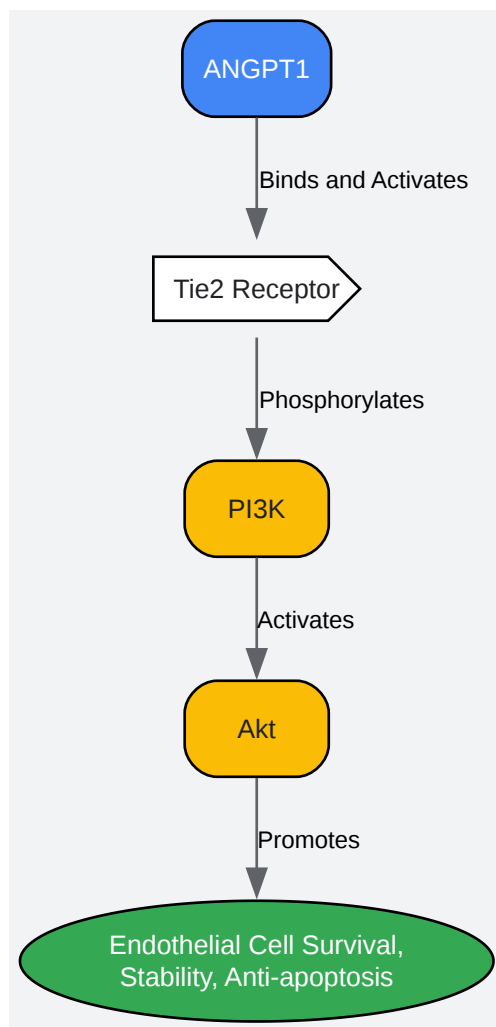 ANGPT1
Binds and Activates
Tie2 Receptor
Phosphorylates
PI3K
Activates
Akt
Promotes
Endothelial Cell Survival,
Stability, Anti-apoptosis